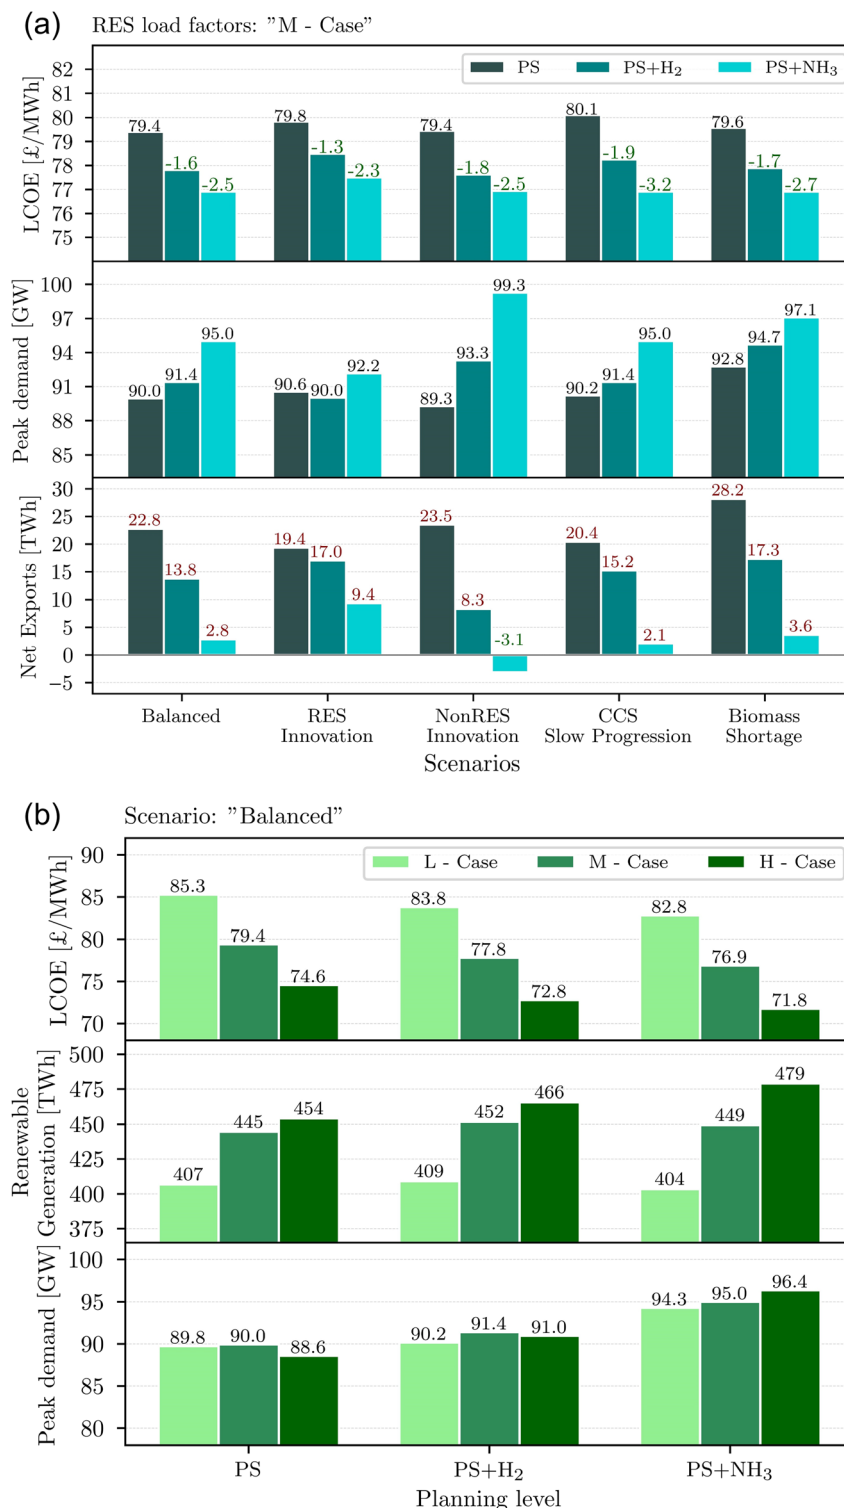 (a) RES load factors: ”M - Case”
PS PS+H₂ PS+NH₃
LCOE [£/MWh]
82
81
80
79
78
77
76
75
79.4 -1.6 -2.5 79.8 -1.3 -2.3 79.4 -1.8 -2.5 80.1 -1.9 -3.2 79.6 -1.7 -2.7
Peak demand [GW]
100
97
94
91
88
85
90.0 91.4 95.0 90.6 90.0 92.2 89.3 93.3 99.3 90.2 91.4 95.0 92.8 94.7 97.1
Net Exports [TWh]
30
25
20
15
10
5
0
−5
22.8 13.8 2.8 19.4 17.0 9.4 23.5 8.3 -3.1 20.4 15.2 2.1 28.2 17.3 3.6
Balanced RES NonRES CCS Biomass
Innovation Innovation Slow Progression Shortage
Scenarios
(b) Scenario: ”Balanced”
L - Case M - Case H - Case
LCOE [£/MWh]
90
85
80
75
70
85.3 79.4 74.6 83.8 77.8 72.8 82.8 76.9 71.8
Renewable
Generation [TWh]
500
475
450
425
400
375
407 445 454 409 452 466 404 449 479
Peak demand [GW]
100
95
90
85
80
89.8 90.0 88.6 90.2 91.4 91.0 94.3 95.0 96.4
PS PS+H₂ PS+NH₃
Planning level